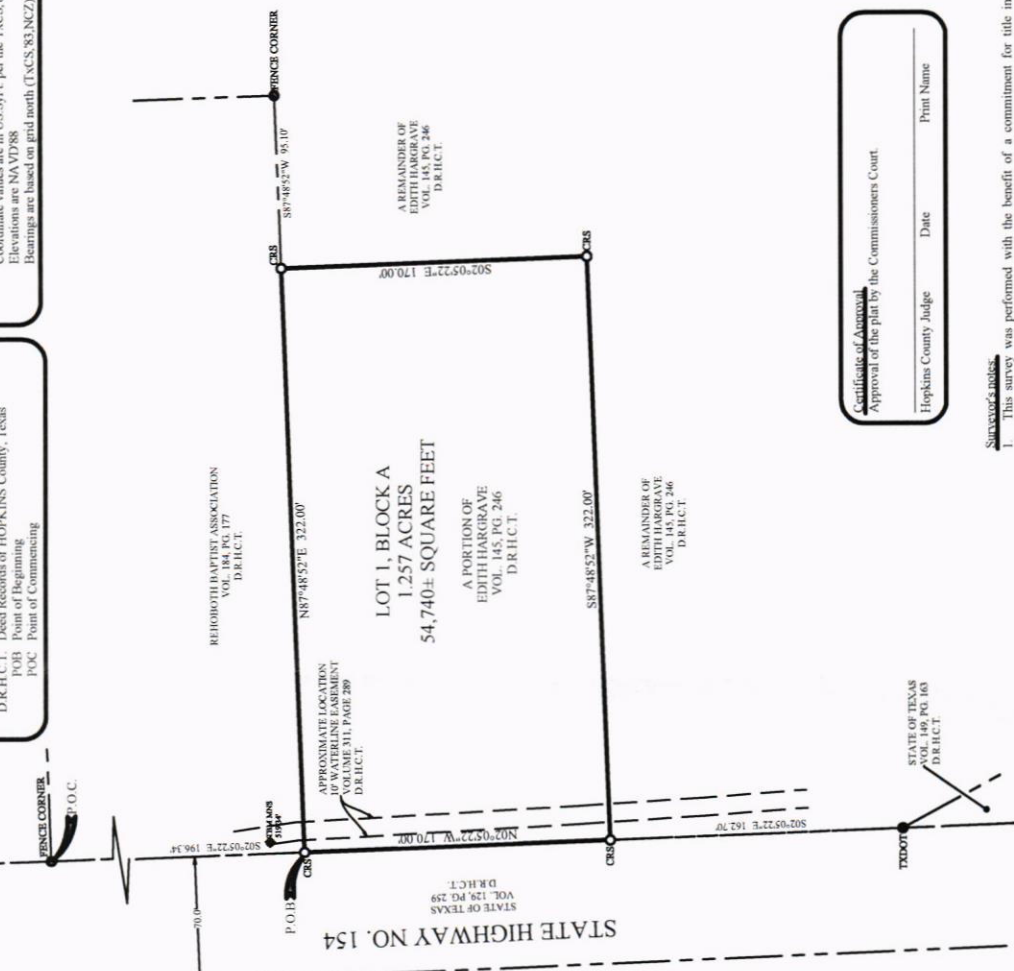 Elevations are NAVD'88
Bearings are based on grid north (TxCS,'83,NCZ)
D.R.H.C.T. Deed Records of HOPKINS County, Texas
POB Point of Beginning
POC Point of Commencing
FENCE CORNER
P.O.C.
FENCE CORNER
S87°48'52"W 95.10'
CRS
S02°05'22"E 196.34'
70.0'
REHOBOTH BAPTIST ASSOCIATION
VOL. 184, PG. 177
D.R.H.C.T.
A REMAINDER OF
EDITH HARGRAVE
VOL. 145, PG. 246
D.R.H.C.T.
P.O.B.
CRS
N87°48'52"E 322.00'
S02°05'22"E 170.00'
APPROXIMATE LOCATION
10' WATERLINE EASEMENT
VOLUME 311, PAGE 289
D.R.H.C.T.
LOT 1, BLOCK A
1.257 ACRES
54,740± SQUARE FEET
A PORTION OF
EDITH HARGRAVE
VOL. 145, PG. 246
D.R.H.C.T.
N02°05'22"W 170.00'
STATE OF TEXAS
VOL. 129, PG. 259
D.R.H.C.T.
STATE HIGHWAY NO. 154
CRS
S87°48'52"W 322.00'
CRS
A REMAINDER OF
EDITH HARGRAVE
VOL. 145, PG. 246
D.R.H.C.T.
S02°05'22"E 162.70'
TXDOT
STATE OF TEXAS
VOL. 149, PG. 163
D.R.H.C.T.
Certificate of Approval
Approval of the plat by the Commissioners Court.
Hopkins County Judge Date Print Name
Surveyor's notes:
1. This survey was performed with the benefit of a commitment for title in